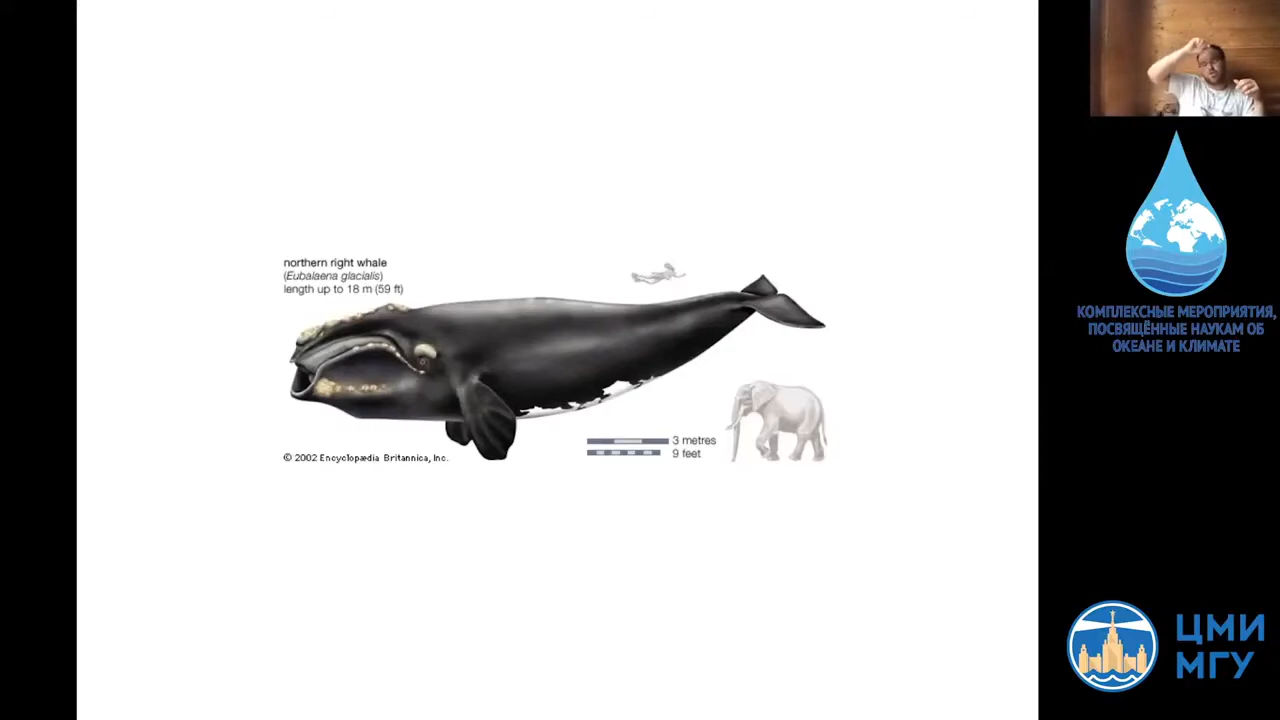 northern right whale
(Eubalaena glacialis)
length up to 18 m (59 ft)
3 metres
9 feet
© 2002 Encyclopædia Britannica, Inc.
КОМПЛЕКСНЫЕ МЕРОПРИЯТИЯ,
ПОСВЯЩЁННЫЕ НАУКАМ ОБ
ОКЕАНЕ И КЛИМАТЕ
ЦМИ
МГУ